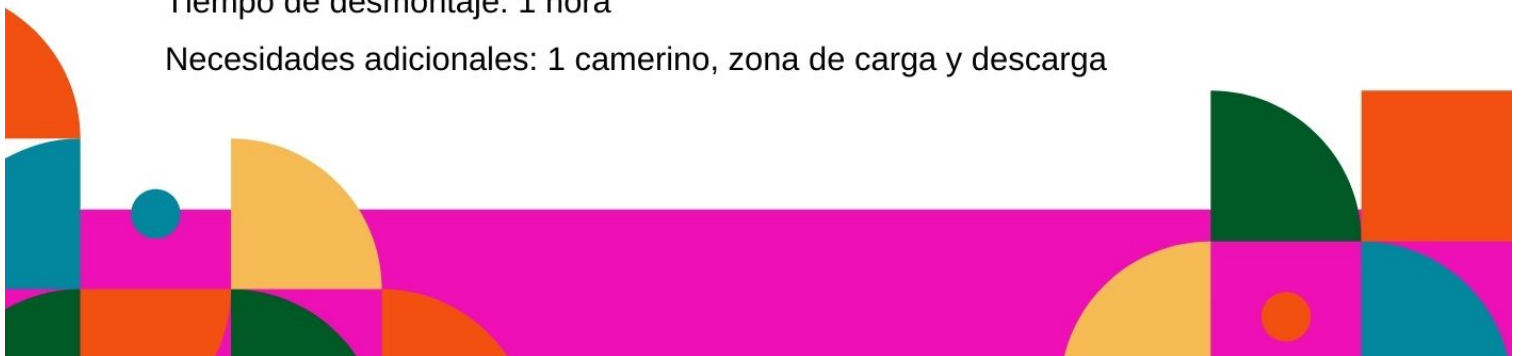 Tiempo de desmontaje: 1 hora
Necesidades adicionales: 1 camerino, zona de carga y descarga